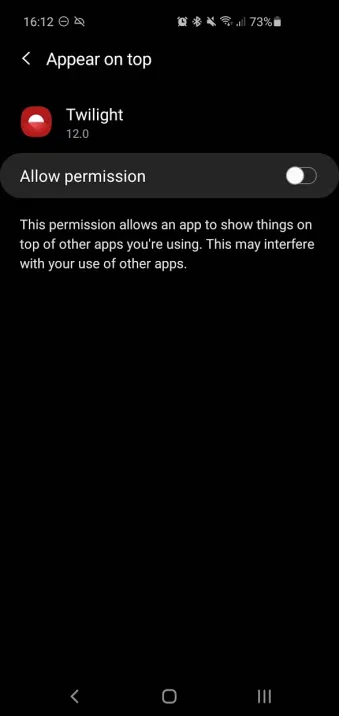 16:12 73%
Appear on top
Twilight
12.0
Allow permission
This permission allows an app to show things on
top of other apps you're using. This may interfere
with your use of other apps.